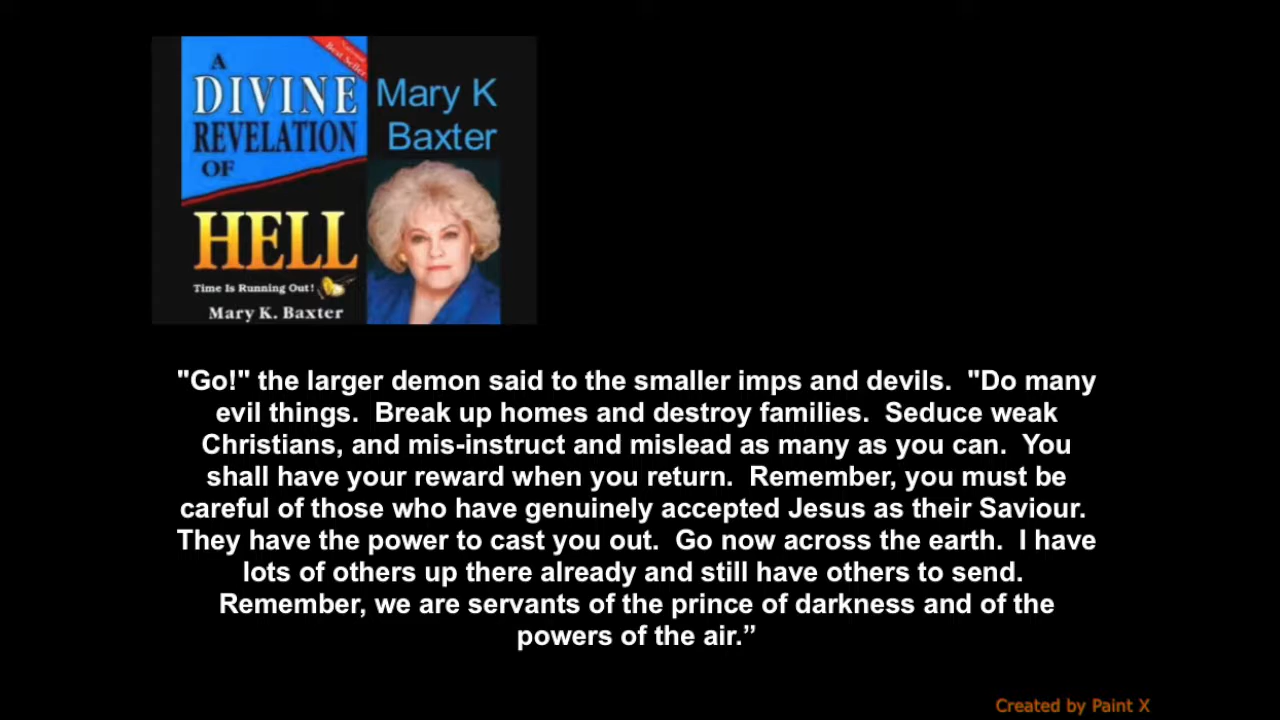 A
DIVINE
REVELATION
OF
HELL
Time Is Running Out!
Mary K. Baxter
National
Best Seller
Mary K
Baxter
"Go!" the larger demon said to the smaller imps and devils.  "Do many
evil things.  Break up homes and destroy families.  Seduce weak
Christians, and mis-instruct and mislead as many as you can.  You
shall have your reward when you return.  Remember, you must be
careful of those who have genuinely accepted Jesus as their Saviour.
They have the power to cast you out.  Go now across the earth.  I have
lots of others up there already and still have others to send.
Remember, we are servants of the prince of darkness and of the
powers of the air.”
Created by Paint X